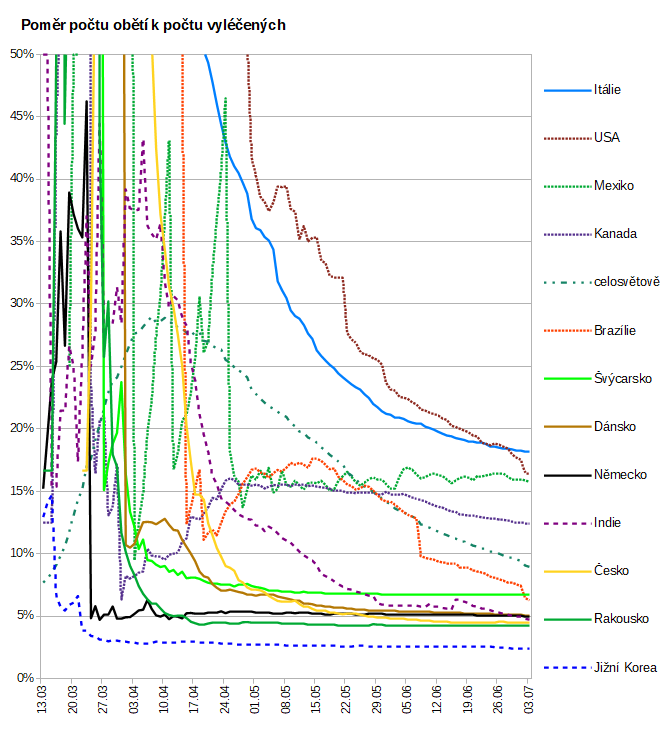 Poměr počtu obětí k počtu vyléčených
50%
45%
40%
35%
30%
25%
20%
15%
10%
5%
0%
13.03
20.03
27.03
03.04
10.04
17.04
24.04
01.05
08.05
15.05
22.05
29.05
05.06
12.06
19.06
26.06
03.07
Itálie
USA
Mexiko
Kanada
celosvětově
Brazílie
Švýcarsko
Dánsko
Německo
Indie
Česko
Rakousko
Jižní Korea